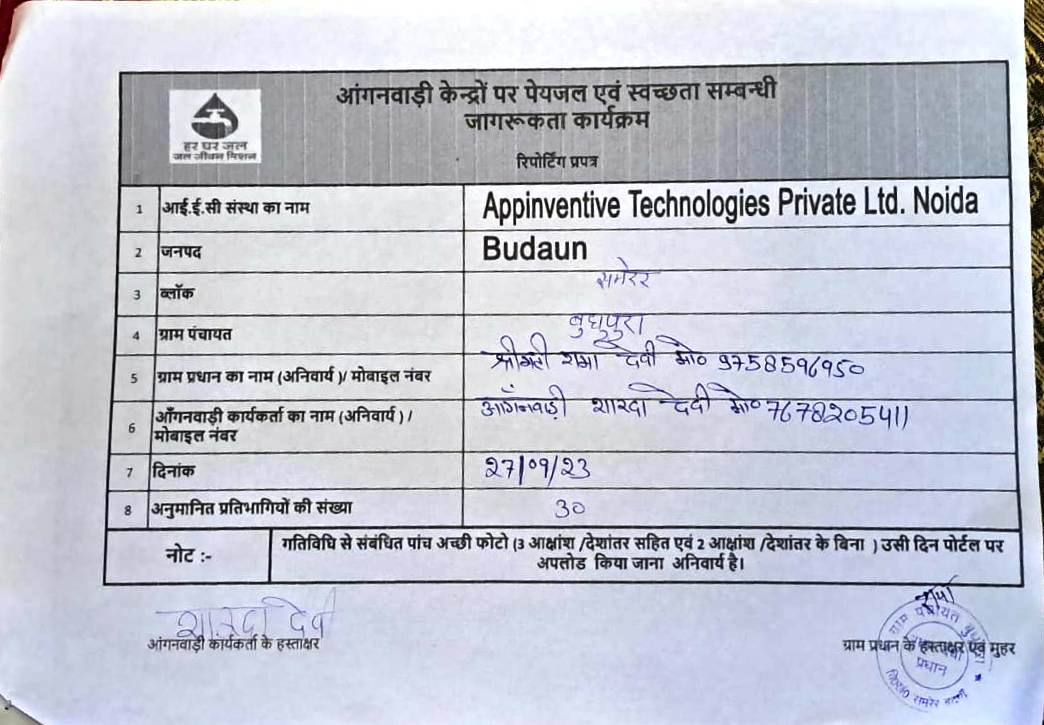 आंगनवाड़ी केन्द्रों पर पेयजल एवं स्वच्छता सम्बन्धी
जागरूकता कार्यक्रम
हर घर जल
जल जीवन मिशन
रिपोर्टिंग प्रपत्र
1 आई.ई.सी संस्था का नाम Appinventive Technologies Private Ltd. Noida
2 जनपद Budaun
3 ब्लॉक समरेर
4 ग्राम पंचायत बुधुपुरा
5 ग्राम प्रधान का नाम (अनिवार्य )/ मोबाइल नंबर श्रीमती रामा देवी मो० 9758596950
6 आँगनवाड़ी कार्यकर्ता का नाम (अनिवार्य ) /
मोबाइल नंबर आँगनवाड़ी शारदा देवी मो० 7678205411
7 दिनांक 27/09/23
8 अनुमानित प्रतिभागियों की संख्या 30
नोट :- गतिविधि से संबंधित पांच अच्छी फोटो (3 आक्षांश /देशांतर सहित एवं 2 आक्षांश /देशांतर के बिना ) उसी दिन पोर्टल पर
अपलोड किया जाना अनिवार्य है।
शारदा देवी
आंगनवाड़ी कार्यकर्ता के हस्ताक्षर
ग्राम प्रधान के हस्ताक्षर एवं मुहर
ग्राम पंचायत
प्रधान